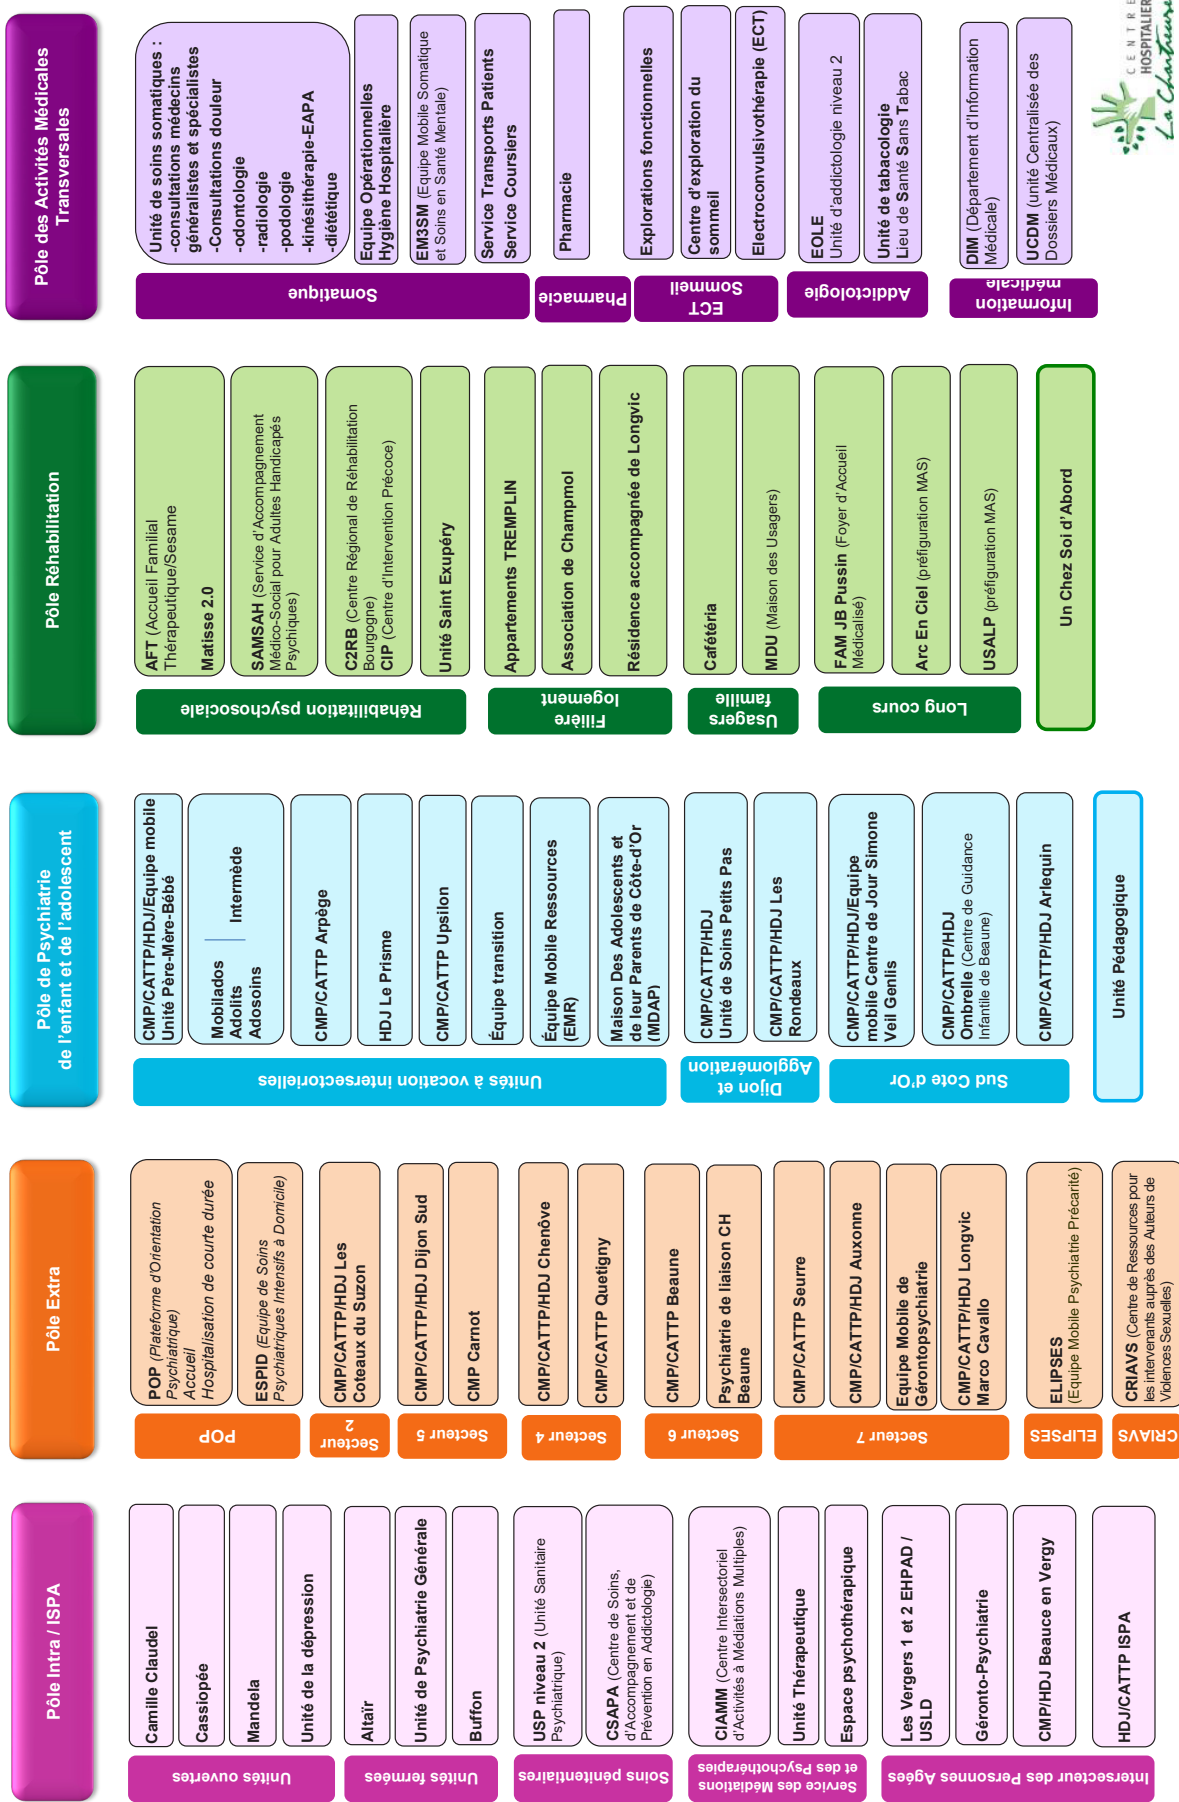 Pôle Intra / ISPA
Unités ouvertes
Camille Claudel
Cassiopée
Mandela
Unité de la dépression
Unités fermées
Altaïr
Unité de Psychiatrie Générale
Buffon
Soins pénitentiaires
USP niveau 2 (Unité Sanitaire
Psychiatrique)
CSAPA (Centre de Soins,
d'Accompagnement et de
Prévention en Addictologie)
Service des Médiations
et des Psychothérapies
CIAMM (Centre Intersectoriel
d'Activités à Médiations Multiples)
Unité Thérapeutique
Espace psychothérapique
Intersecteur des Personnes Agées
Les Vergers 1 et 2 EHPAD /
USLD
Géronto-Psychiatrie
CMP/HDJ Beauce en Vergy
HDJ/CATTP ISPA
Pôle Extra
POP
POP (Plateforme d'Orientation
Psychiatrique)
Accueil
Hospitalisation de courte durée
ESPID (Equipe de Soins
Psychiatriques Intensifs à Domicile)
Secteur
2
CMP/CATTP/HDJ Les
Coteaux du Suzon
Secteur 5
CMP/CATTP/HDJ Dijon Sud
CMP Carnot
Secteur 4
CMP/CATTP/HDJ Chenôve
CMP/CATTP Quetigny
Secteur 6
CMP/CATTP Beaune
Psychiatrie de liaison CH
Beaune
Secteur 7
CMP/CATTP Seurre
CMP/CATTP/HDJ Auxonne
Equipe Mobile de
Gérontopsychiatrie
CMP/CATTP/HDJ Longvic
Marco Cavallo
ELIPSES
ELIPSES
(Equipe Mobile Psychiatrie Précarité)
CRIAVS
CRIAVS (Centre de Ressources pour
les intervenants auprès des Auteurs de
Violences Sexuelles)
Pôle de Psychiatrie
de l'enfant et de l'adolescent
Unités à vocation intersectorielles
CMP/CATTP/HDJ/Equipe mobile
Unité Père-Mère-Bébé
Mobilados
Adolits
Adosoins
Intermède
CMP/CATTP Arpège
HDJ Le Prisme
CMP/CATTP Upsilon
Équipe transition
Équipe Mobile Ressources
(EMR)
Maison Des Adolescents et
de leur Parents de Côte-d'Or
(MDAP)
Dijon et
Agglomération
CMP/CATTP/HDJ
Unité de Soins Petits Pas
CMP/CATTP/HDJ Les
Rondeaux
Sud Cote d'Or
CMP/CATTP/HDJ/Equipe
mobile Centre de Jour Simone
Veil Genlis
CMP/CATTP/HDJ
Ombrelle (Centre de Guidance
Infantile de Beaune)
CMP/CATTP/HDJ Arlequin
Unité Pédagogique
Pôle Réhabilitation
Réhabilitation psychosociale
AFT (Accueil Familial
Thérapeutique/Sesame
Matisse 2.0
SAMSAH (Service d'Accompagnement
Médico-Social pour Adultes Handicapés
Psychiques)
C2RB (Centre Régional de Réhabilitation
Bourgogne)
CIP (Centre d'Intervention Précoce)
Unité Saint Exupéry
Filière
logement
Appartements TREMPLIN
Association de Champmol
Résidence accompagnée de Longvic
Usagers
famille
Cafétéria
MDU (Maison des Usagers)
Long cours
FAM JB Pussin (Foyer d'Accueil
Médicalisé)
Arc En Ciel (préfiguration MAS)
USALP (préfiguration MAS)
Un Chez Soi d'Abord
Pôle des Activités Médicales
Transversales
Somatique
Unité de soins somatiques :
-consultations médecins
généralistes et spécialistes
-Consultations douleur
-odontologie
-radiologie
-podologie
-kinésithérapie-EAPA
-diététique
Equipe Opérationnelles
Hygiène Hospitalière
EM3SM (Equipe Mobile Somatique
et Soins en Santé Mentale)
Service Transports Patients
Service Coursiers
Pharmacie
Pharmacie
ECT
Sommeil
Explorations fonctionnelles
Centre d'exploration du
sommeil
Electroconvulsivothérapie (ECT)
Addictologie
EOLE
Unité d'addictologie niveau 2
Unité de tabacologie
Lieu de Santé Sans Tabac
Information
médicale
DIM (Département d'Information
Médicale)
UCDM (unité Centralisée des
Dossiers Médicaux)
CENTRE
HOSPITALIER
La Chartreuse